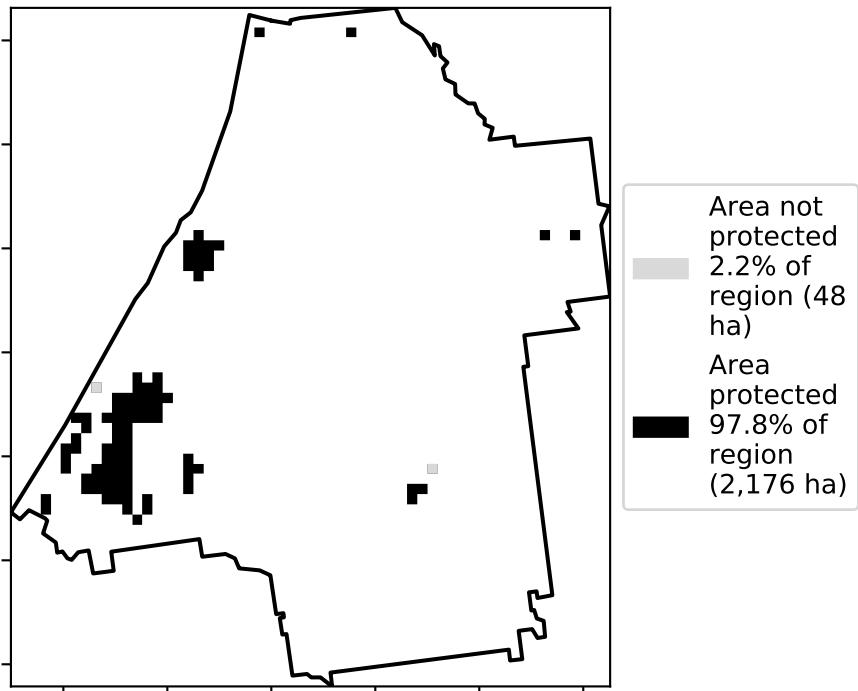 Area not
protected
2.2% of
region (48
ha)
Area
protected
97.8% of
region
(2,176 ha)